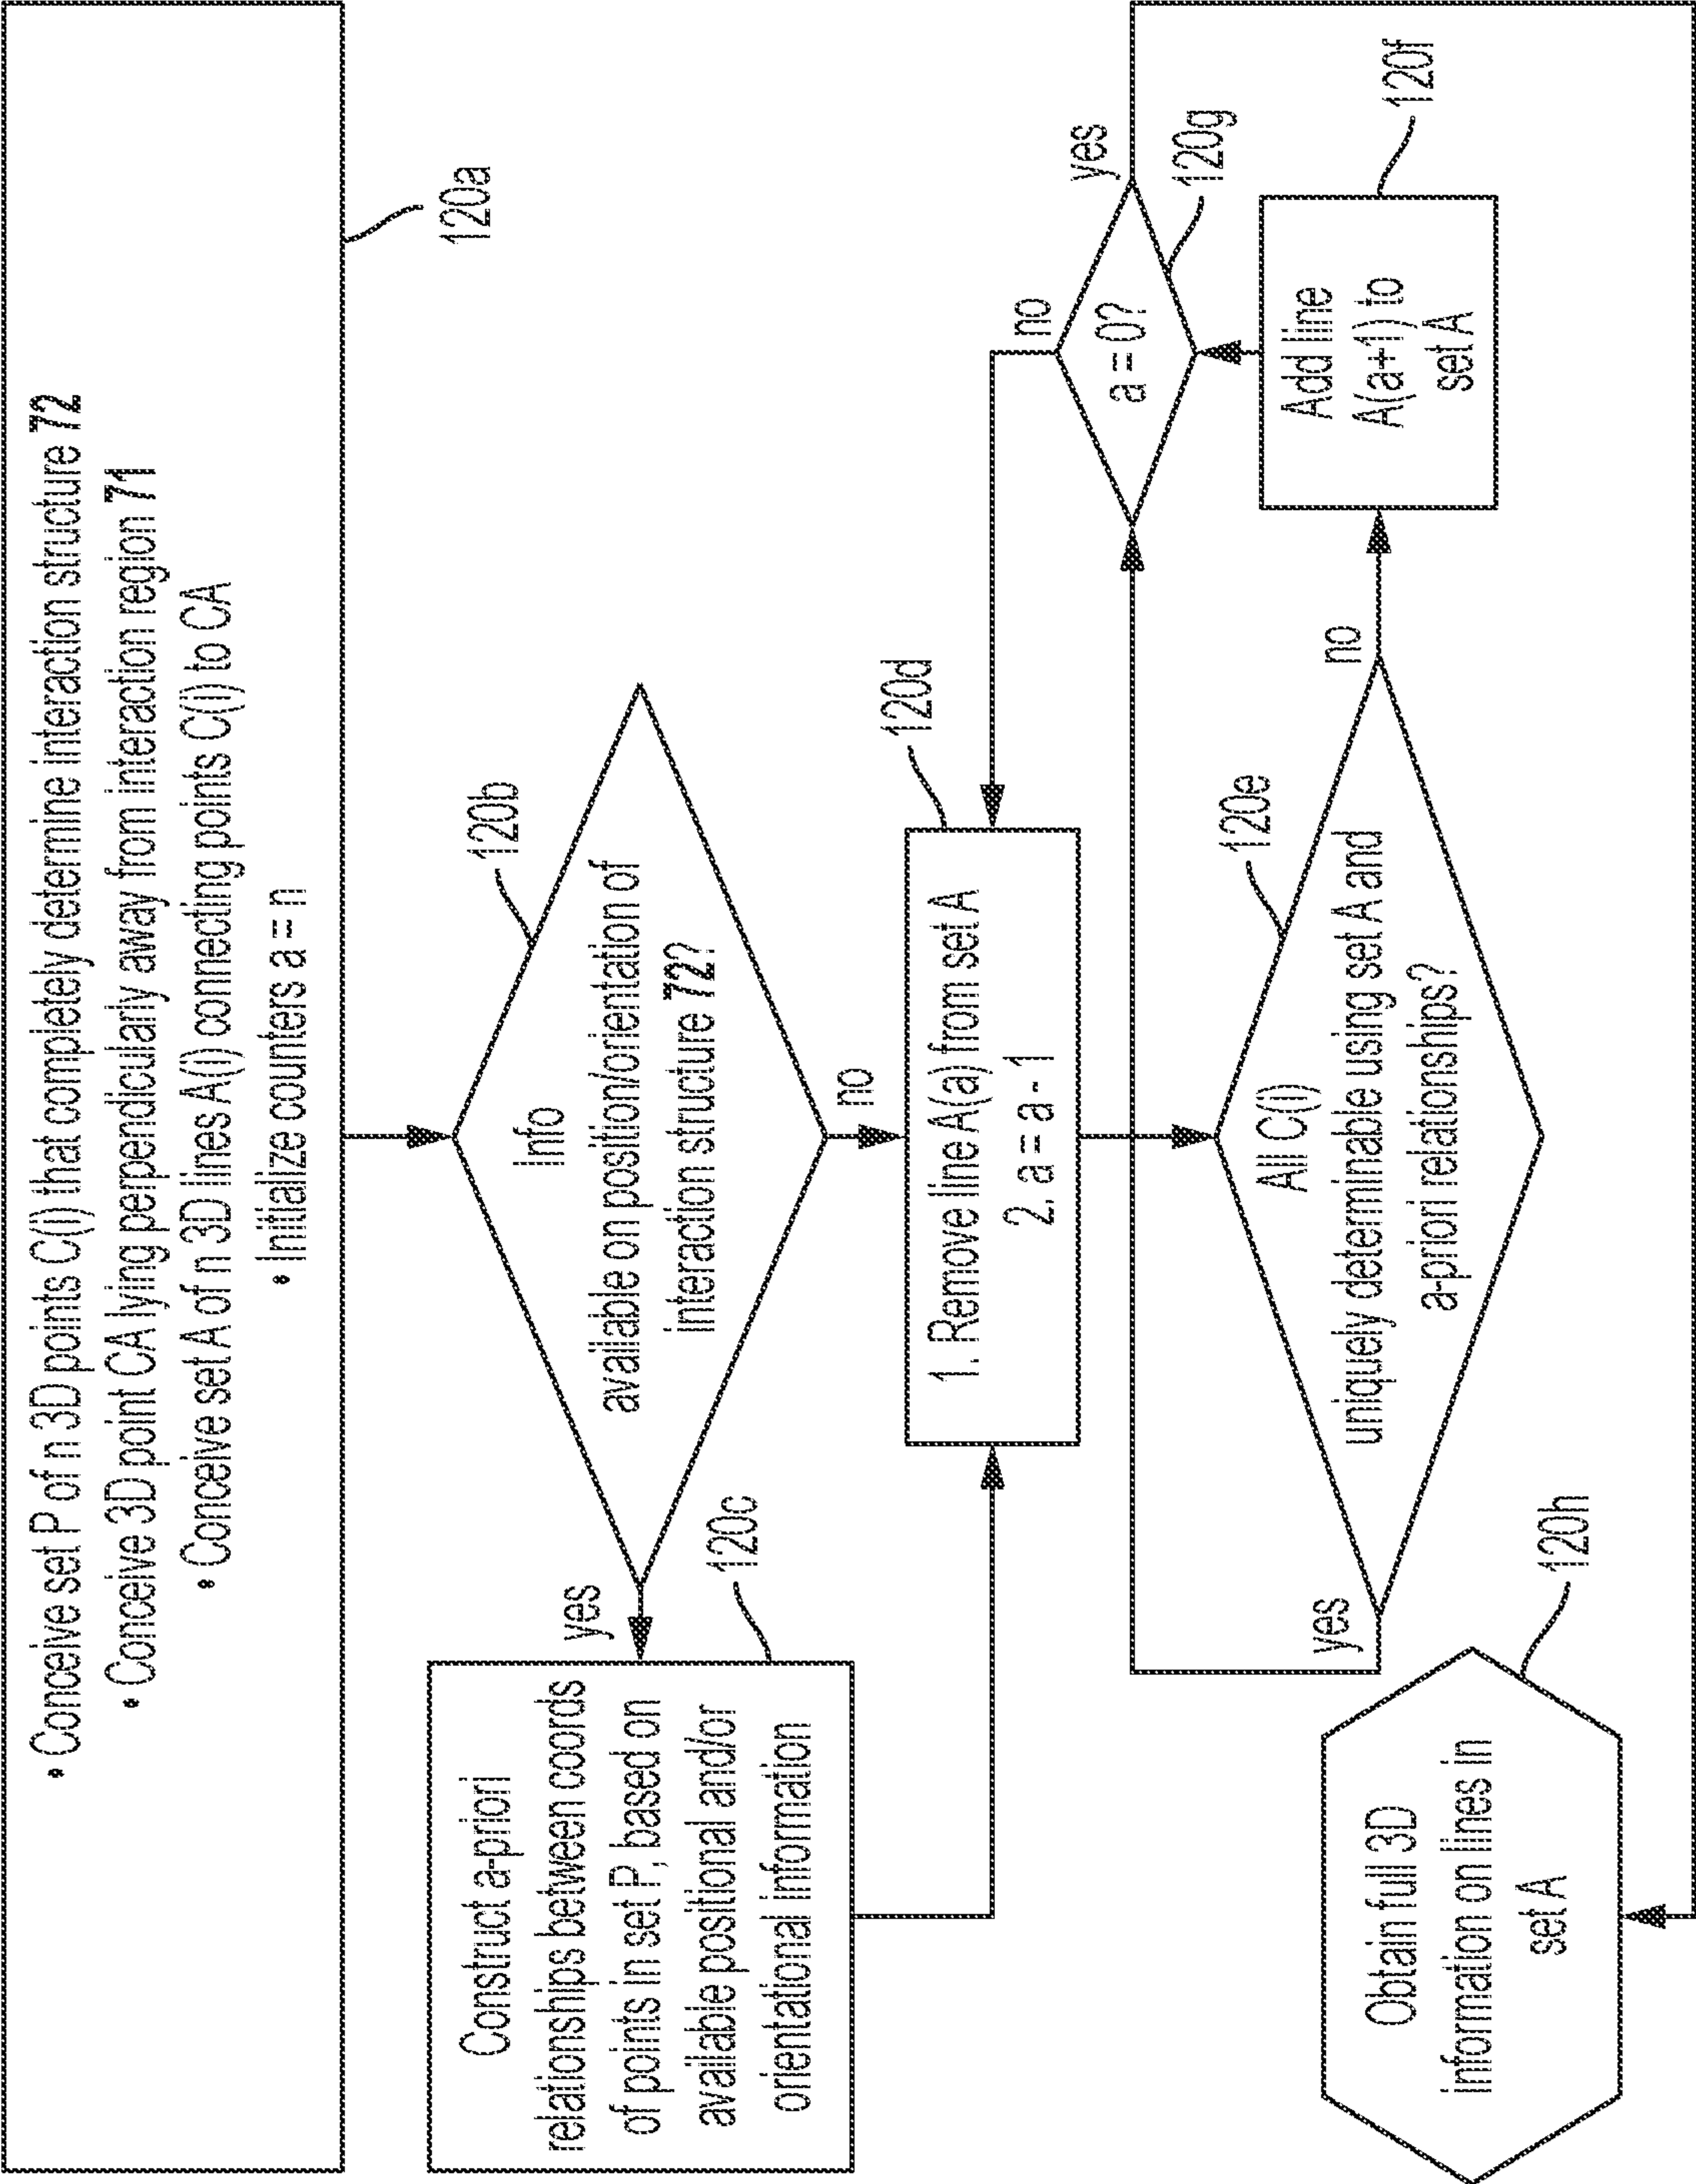 • Conceive set P of n 3D points C(i) that completely determine interaction structure 72
• Conceive 3D point CA lying perpendicularly away from interaction region 71
• Conceive set A of n 3D lines A(i) connecting points C(i) to CA
• Initialize counters a = n
120a
Info
available on position/orientation of
interaction structure 72?
120b
yes
no
Construct a-priori
relationships between coords
of points in set P, based on
available positional and/or
orientational information
120c
1. Remove line A(a) from set A
2. a = a - 1
120d
no
a = 0?
yes
120g
All C(i)
uniquely determinable using set A and
a-priori relationships?
120e
yes
no
Add line
A(a+1) to
set A
120f
Obtain full 3D
information on lines in
set A
120h